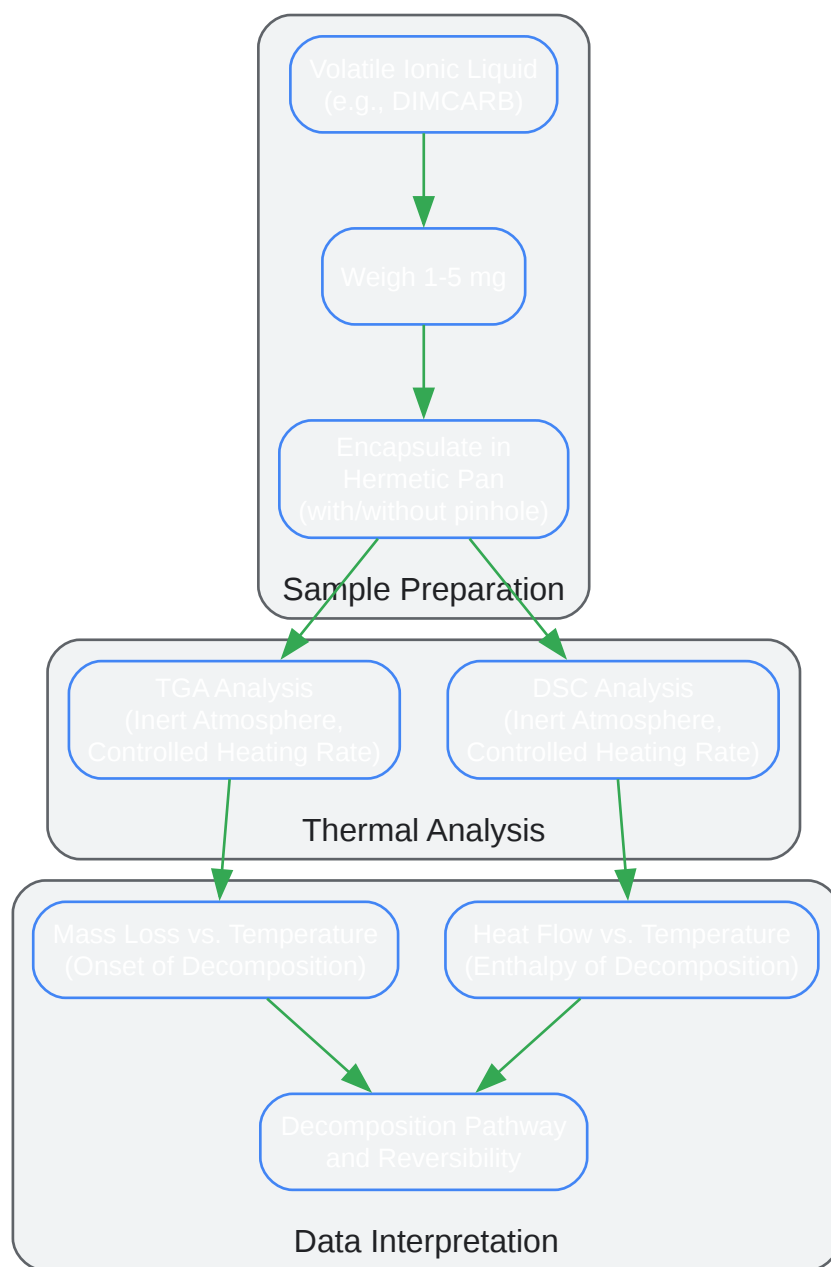 Volatile Ionic Liquid
(e.g., DIMCARB)
Weigh 1-5 mg
Encapsulate in
Hermetic Pan
(with/without pinhole)
Sample Preparation
TGA Analysis
(Inert Atmosphere,
Controlled Heating Rate)
DSC Analysis
(Inert Atmosphere,
Controlled Heating Rate)
Thermal Analysis
Mass Loss vs. Temperature
(Onset of Decomposition)
Heat Flow vs. Temperature
(Enthalpy of Decomposition)
Decomposition Pathway
and Reversibility
Data Interpretation